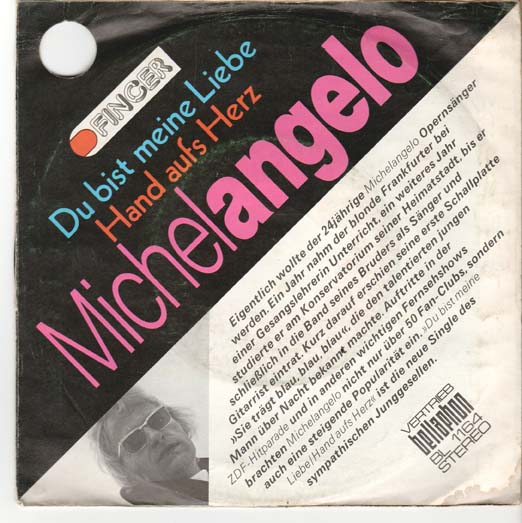 FINGER
Du bist meine Liebe
Hand aufs Herz
Michelangelo
Eigentlich wollte der 24jährige Michelangelo Opernsänger
werden. Ein Jahr nahm der blonde Frankfurter bei
einer Gesangslehrerin Unterricht, ein weiteres Jahr
studierte er am Konservatorium seiner Heimatstadt, bis er
schließlich in die Band seines Bruders als Sänger und
Gitarrist eintrat. Kurz darauf erschien seine erste Schallplatte
»Sie trägt blau, blau, blau«, die den talentierten jungen
Mann über Nacht bekannt machte. Auftritte in der
ZDF-Hitparade und in anderen wichtigen Fernsehshows
brachten Michelangelo nicht nur über 50 Fan-Clubs, sondern
auch eine steigende Popularität ein. »Du bist meine
Liebe/Hand aufs Herz« ist die neue Single des
sympathischen Junggesellen.
VERTRIEB
bellaphon
BL 1194
STEREO